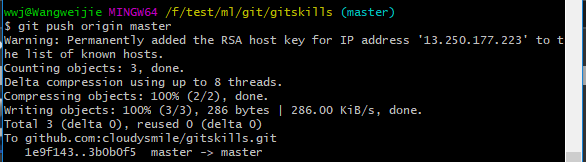 wwj@Wangweijie MINGW64 /f/test/ml/git/gitskills (master)
$ git push origin master
Warning: Permanently added the RSA host key for IP address '13.250.177.223' to t
he list of known hosts.
Counting objects: 3, done.
Delta compression using up to 8 threads.
Compressing objects: 100% (2/2), done.
Writing objects: 100% (3/3), 286 bytes | 286.00 KiB/s, done.
Total 3 (delta 0), reused 0 (delta 0)
To github.com:cloudysmile/gitskills.git
   1e9f143..3b0b0f5  master -> master